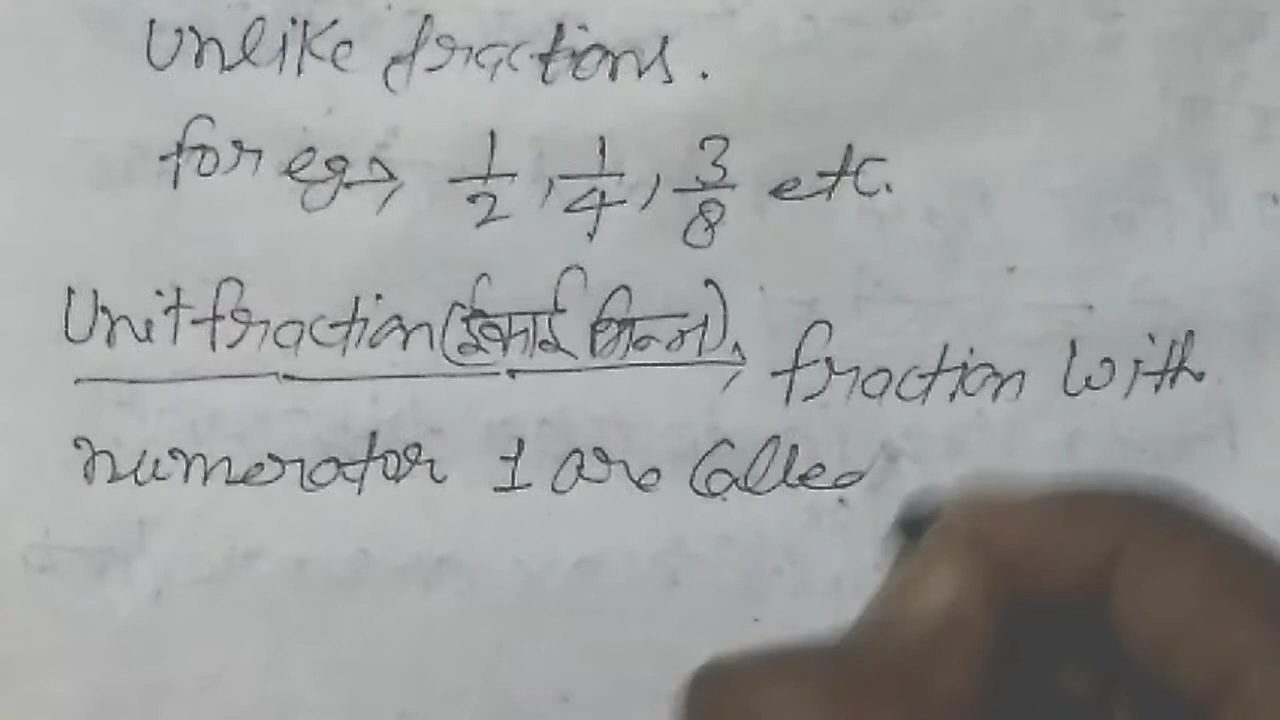 Unlike fractions.
for eg→ 1/2, 1/4, 3/8 etc.
Unit fraction (ईकाई भिन्न)→ fraction with
numerator 1 are Called